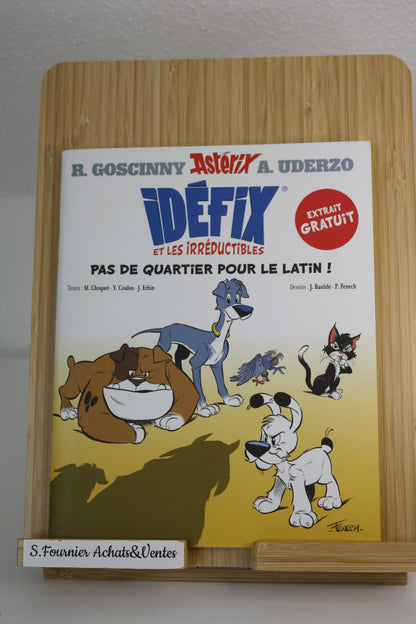 R. GOSCINNY Astérix A. UDERZO
IDÉFIX®
ET LES IRRÉDUCTIBLES
EXTRAIT
GRATUIT
PAS DE QUARTIER POUR LE LATIN !
Textes : M. Choquet - Y. Coulon - J. Erbin
Dessins : J. Bastide - P. Fenech
FENECH
S.Fournier Achats&Ventes